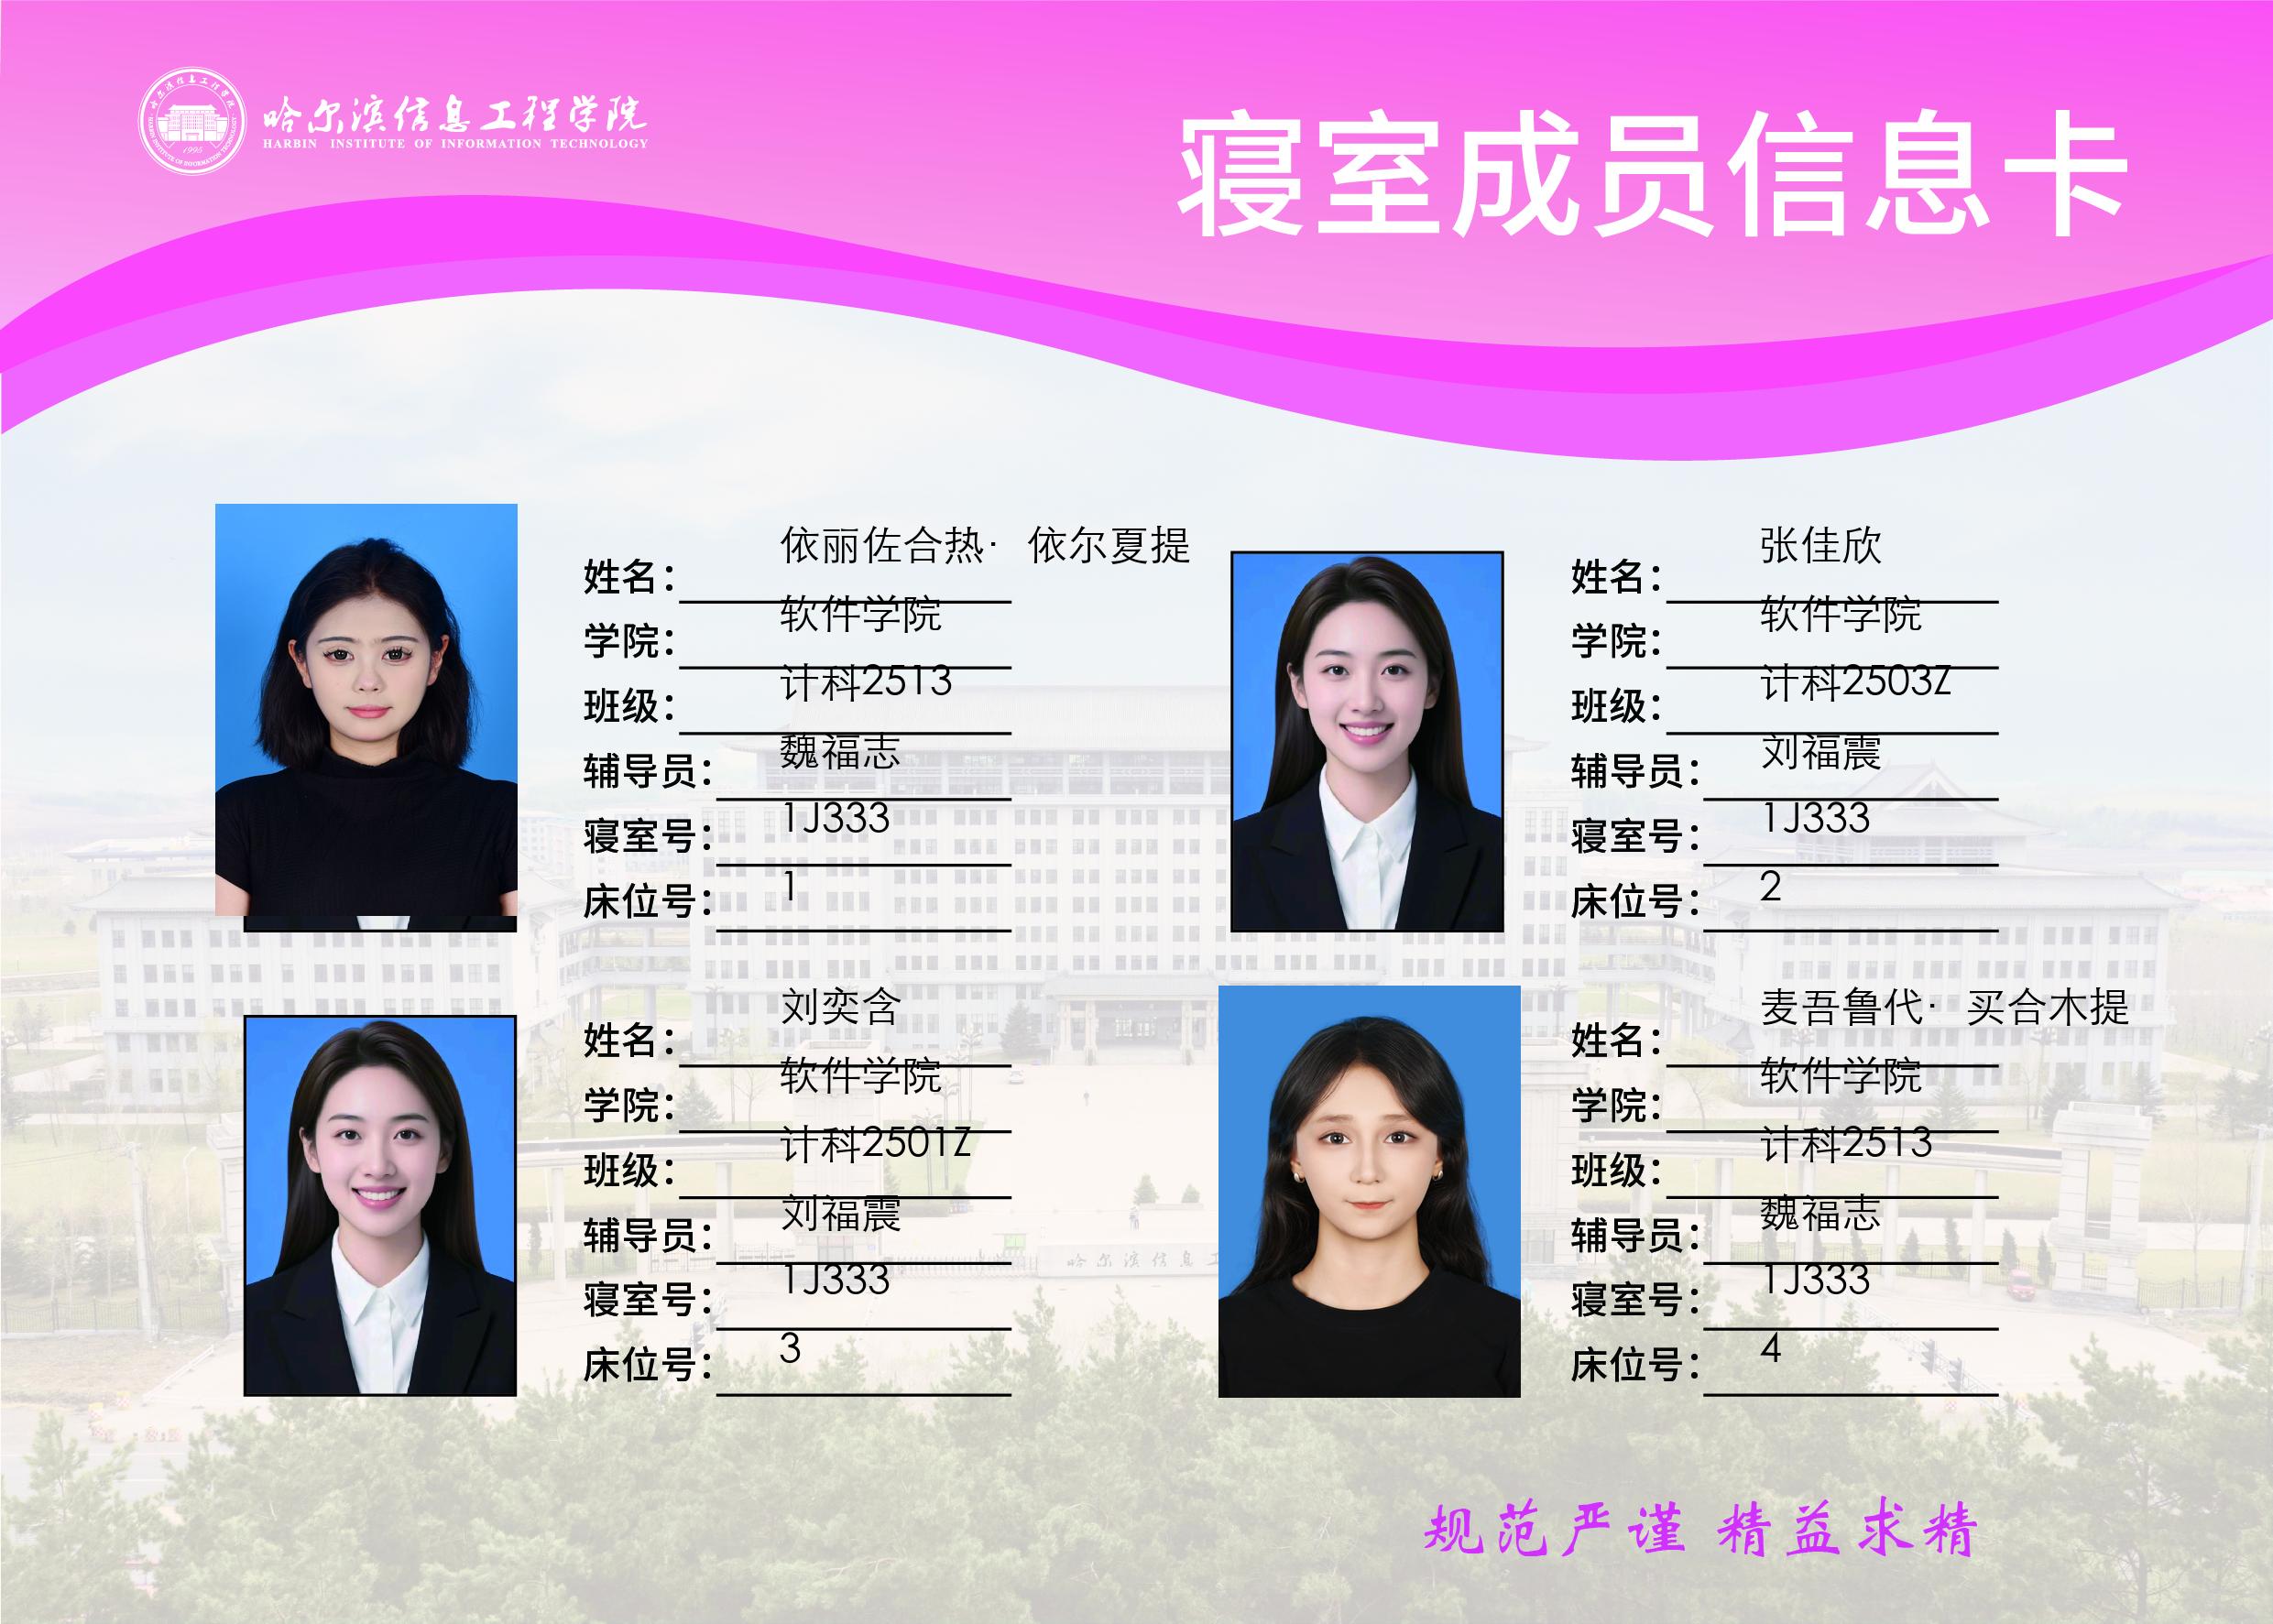 哈尔滨信息工程学院
HARBIN INSTITUTE OF INFORMATION TECHNOLOGY
1995
寝室成员信息卡
姓名：依丽佐合热· 依尔夏提
学院：软件学院
班级：计科2513
辅导员：魏福志
寝室号：1J333
床位号：1
姓名：张佳欣
学院：软件学院
班级：计科2503Z
辅导员：刘福震
寝室号：1J333
床位号：2
姓名：刘奕含
学院：软件学院
班级：计科2501Z
辅导员：刘福震
寝室号：1J333
床位号：3
姓名：麦吾鲁代· 买合木提
学院：软件学院
班级：计科2513
辅导员：魏福志
寝室号：1J333
床位号：4
哈尔滨信息工
规范严谨 精益求精